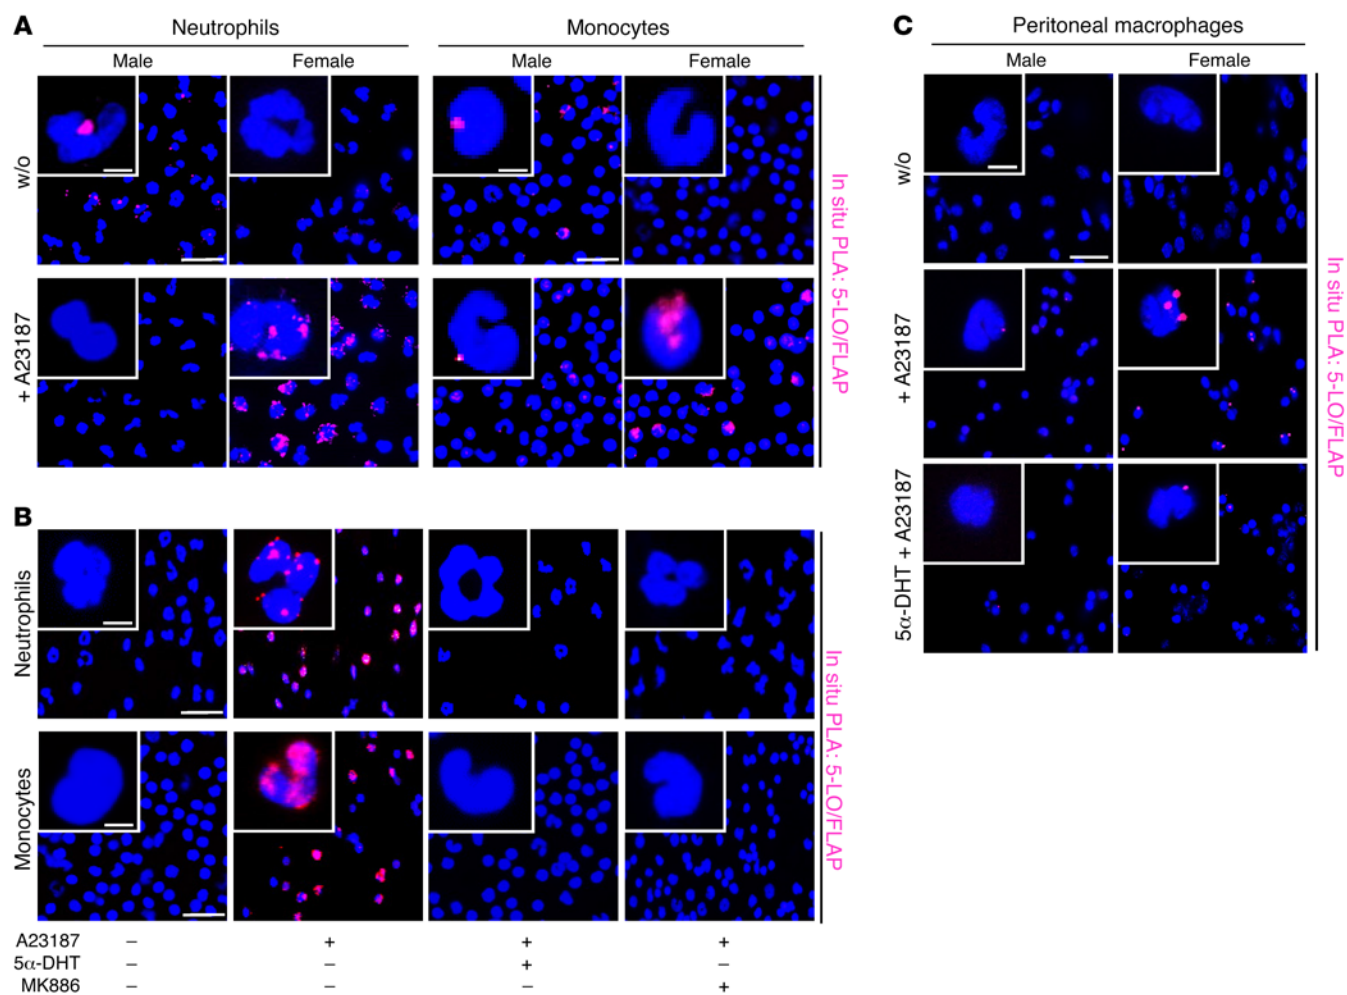 A
Neutrophils
Monocytes
Male
Female
Male
Female
w/o
+ A23187
In situ PLA: 5-LO/FLAP
B
Neutrophils
Monocytes
In situ PLA: 5-LO/FLAP
A23187 – + + +
5α-DHT – – + –
MK886 – – – +
C
Peritoneal macrophages
Male
Female
w/o
+ A23187
5α-DHT + A23187
In situ PLA: 5-LO/FLAP